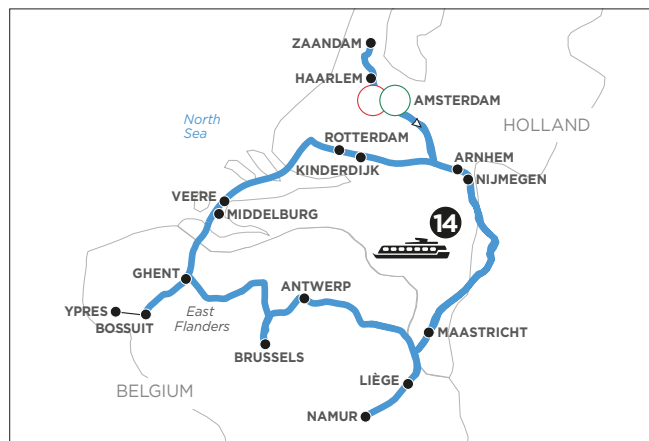 ZAANDAM
HAARLEM
AMSTERDAM
North
Sea
HOLLAND
ROTTERDAM
KINDERDIJK
ARNHEM
NIJMEGEN
VEERE
MIDDELBURG
14
GHENT
ANTWERP
YPRES
BOSSUIT
East
Flanders
BRUSSELS
MAASTRICHT
BELGIUM
LIÈGE
NAMUR